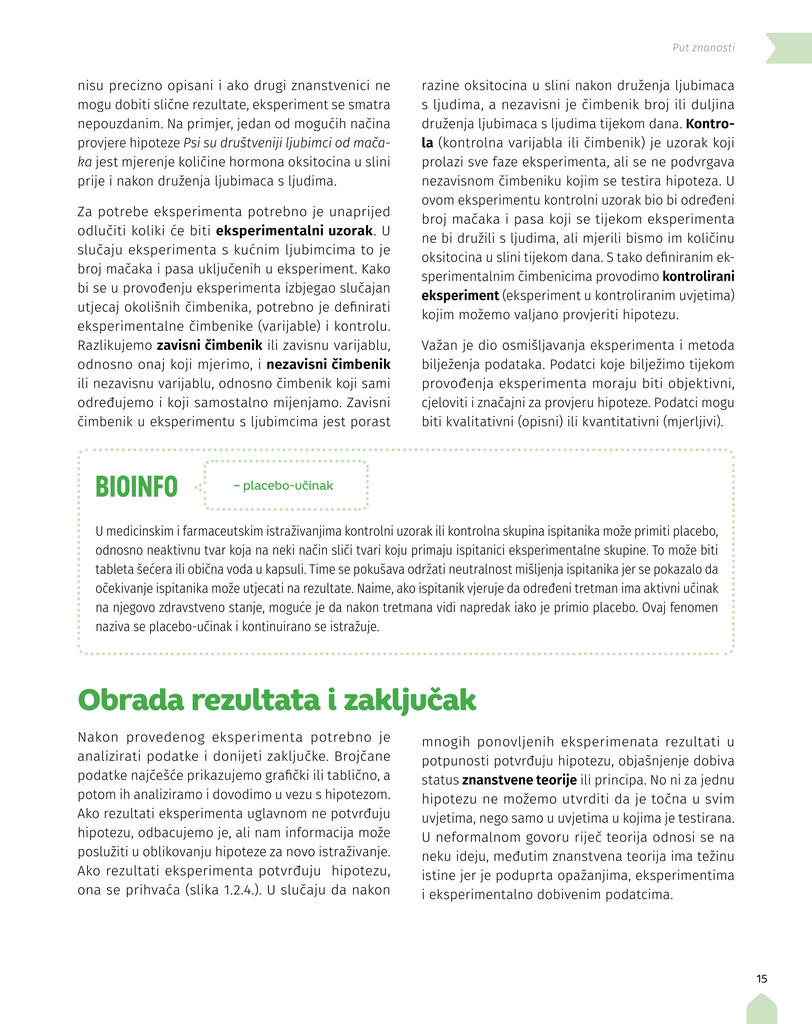 Put znanosti
nisu precizno opisani i ako drugi znanstvenici ne
mogu dobiti slične rezultate, eksperiment se smatra
nepouzdanim. Na primjer, jedan od mogućih načina
provjere hipoteze Psi su društveniji ljubimci od mača-
ka jest mjerenje količine hormona oksitocina u slini
prije i nakon druženja ljubimaca s ljudima.
Za potrebe eksperimenta potrebno je unaprijed
odlučiti koliki će biti eksperimentalni uzorak. U
slučaju eksperimenta s kućnim ljubimcima to je
broj mačaka i pasa uključenih u eksperiment. Kako
bi se u provođenju eksperimenta izbjegao slučajan
utjecaj okolišnih čimbenika, potrebno je definirati
eksperimentalne čimbenike (varijable) i kontrolu.
Razlikujemo zavisni čimbenik ili zavisnu varijablu,
odnosno onaj koji mjerimo, i nezavisni čimbenik
ili nezavisnu varijablu, odnosno čimbenik koji sami
određujemo i koji samostalno mijenjamo. Zavisni
čimbenik u eksperimentu s ljubimcima jest porast
razine oksitocina u slini nakon druženja ljubimaca
s ljudima, a nezavisni je čimbenik broj ili duljina
druženja ljubimaca s ljudima tijekom dana. Kontro-
la (kontrolna varijabla ili čimbenik) je uzorak koji
prolazi sve faze eksperimenta, ali se ne podvrgava
nezavisnom čimbeniku kojim se testira hipoteza. U
ovom eksperimentu kontrolni uzorak bio bi određeni
broj mačaka i pasa koji se tijekom eksperimenta
ne bi družili s ljudima, ali mjerili bismo im količinu
oksitocina u slini tijekom dana. S tako definiranim ek-
sperimentalnim čimbenicima provodimo kontrolirani
eksperiment (eksperiment u kontroliranim uvjetima)
kojim možemo valjano provjeriti hipotezu.
Važan je dio osmišljavanja eksperimenta i metoda
bilježenja podataka. Podatci koje bilježimo tijekom
provođenja eksperimenta moraju biti objektivni,
cjeloviti i značajni za provjeru hipoteze. Podatci mogu
biti kvalitativni (opisni) ili kvantitativni (mjerljivi).
BIOINFO
– placebo-učinak
U medicinskim i farmaceutskim istraživanjima kontrolni uzorak ili kontrolna skupina ispitanika može primiti placebo,
odnosno neaktivnu tvar koja na neki način sliči tvari koju primaju ispitanici eksperimentalne skupine. To može biti
tableta šećera ili obična voda u kapsuli. Time se pokušava održati neutralnost mišljenja ispitanika jer se pokazalo da
očekivanje ispitanika može utjecati na rezultate. Naime, ako ispitanik vjeruje da određeni tretman ima aktivni učinak
na njegovo zdravstveno stanje, moguće je da nakon tretmana vidi napredak iako je primio placebo. Ovaj fenomen
naziva se placebo-učinak i kontinuirano se istražuje.
Obrada rezultata i zaključak
Nakon provedenog eksperimenta potrebno je
analizirati podatke i donijeti zaključke. Brojčane
podatke najčešće prikazujemo grafički ili tablično, a
potom ih analiziramo i dovodimo u vezu s hipotezom.
Ako rezultati eksperimenta uglavnom ne potvrđuju
hipotezu, odbacujemo je, ali nam informacija može
poslužiti u oblikovanju hipoteze za novo istraživanje.
Ako rezultati eksperimenta potvrđuju hipotezu,
ona se prihvaća (slika 1.2.4.). U slučaju da nakon
mnogih ponovljenih eksperimenata rezultati u
potpunosti potvrđuju hipotezu, objašnjenje dobiva
status znanstvene teorije ili principa. No ni za jednu
hipotezu ne možemo utvrditi da je točna u svim
uvjetima, nego samo u uvjetima u kojima je testirana.
U neformalnom govoru riječ teorija odnosi se na
neku ideju, međutim znanstvena teorija ima težinu
istine jer je poduprta opažanjima, eksperimentima
i eksperimentalno dobivenim podatcima.
15